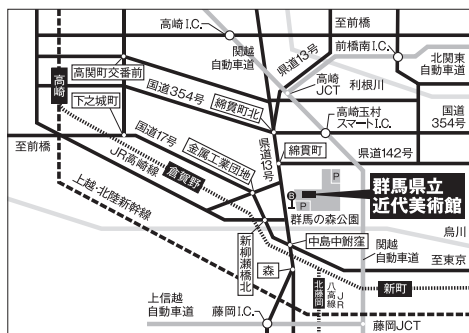 高崎I.C.
関越
自動車道
県道13号
至前橋
前橋南I.C.
北関東
自動車道
高崎
高関町交番前
高崎
JCT
利根川
下之城町
国道354号
綿貫町北
高崎玉村
スマートI.C.
国道
354号
至前橋
国道17号
金属工業団地
県道13号
綿貫町
県道142号
JR高崎線
倉賀野
P
B
P
群馬県立
近代美術館
群馬の森公園
上越・北陸新幹線
烏川
新柳瀬橋北
中島中鮒窪
関越
自動車道
至東京
森
北藤岡
JR
八高線
新町
上信越
自動車道
藤岡I.C.
藤岡JCT